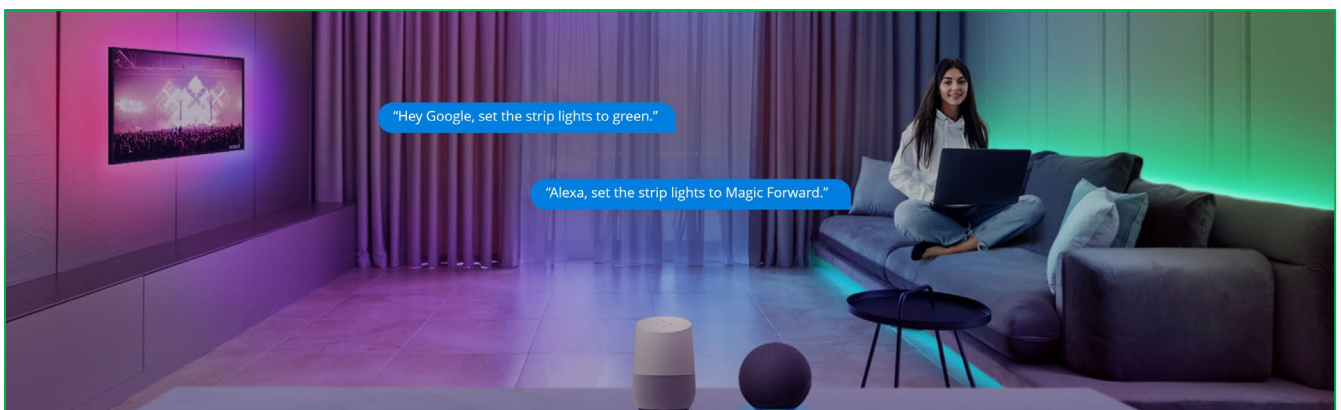 “Hey Google, set the strip lights to green.”
“Alexa, set the strip lights to Magic Forward.”